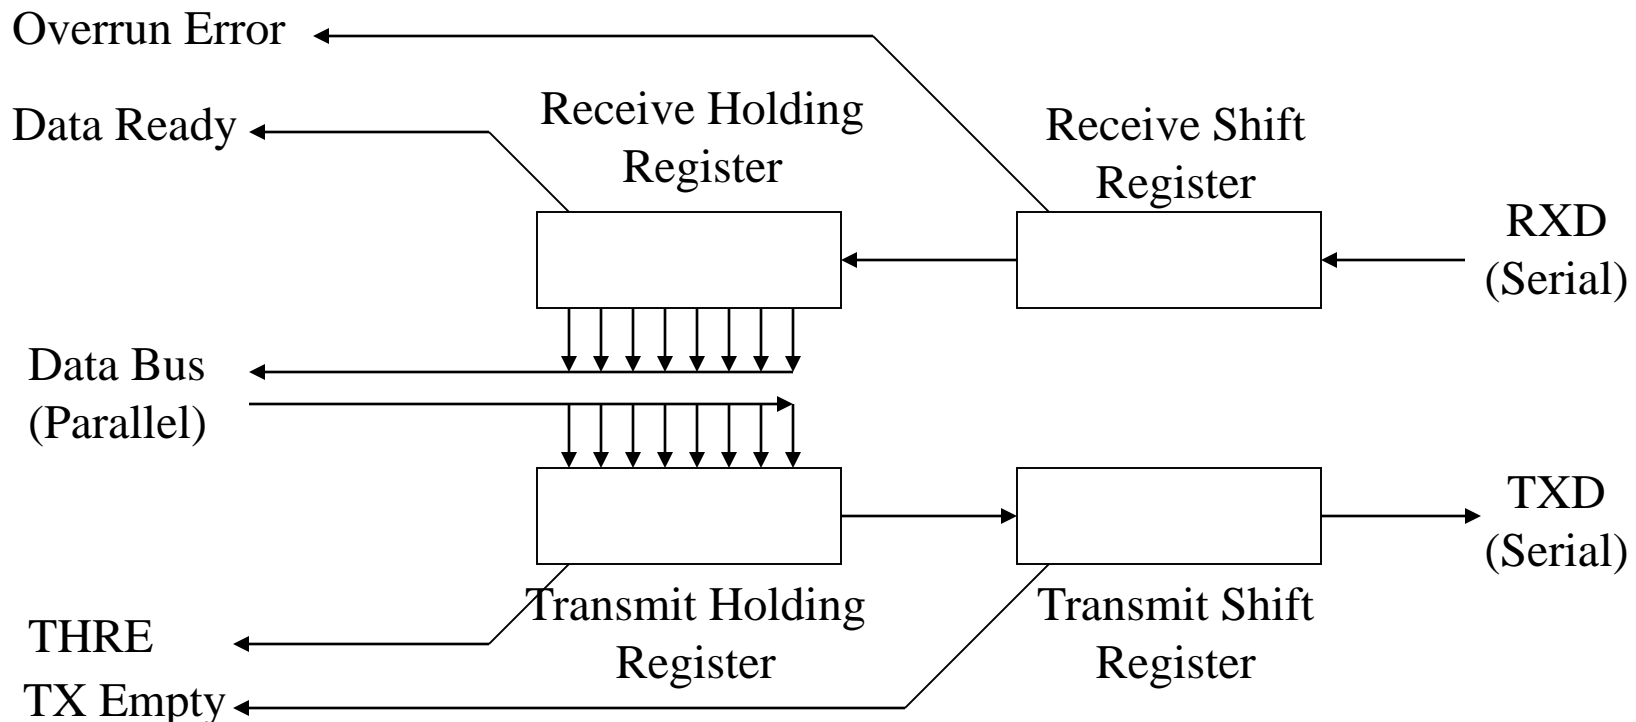 Overrun Error
Data Ready
Receive Holding
Register
Receive Shift
Register
RXD
(Serial)
Data Bus
(Parallel)
TXD
(Serial)
Transmit Holding
Register
Transmit Shift
Register
THRE
TX Empty